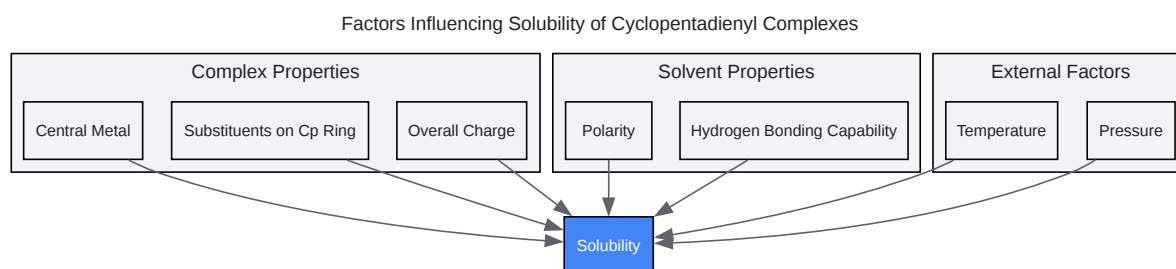 Factors Influencing Solubility of Cyclopentadienyl Complexes
Complex Properties
Solvent Properties
External Factors
Central Metal
Substituents on Cp Ring
Overall Charge
Polarity
Hydrogen Bonding Capability
Temperature
Pressure
Solubility